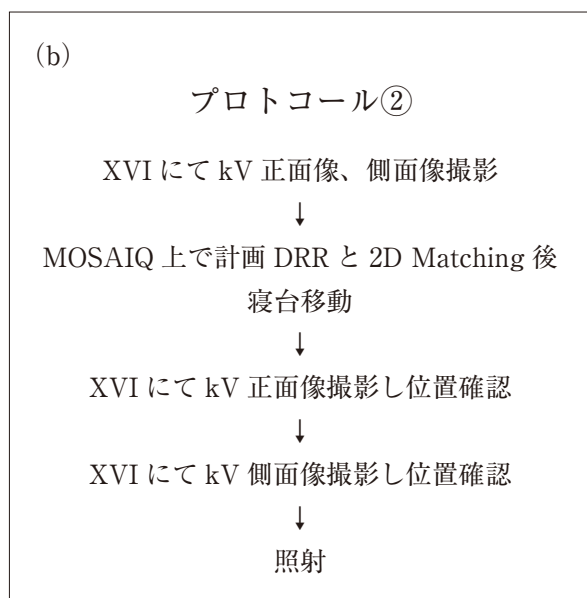 (b)
プロトコール②
XVI にて kV 正面像、側面像撮影
↓
MOSAIQ 上で計画 DRR と 2D Matching 後
寝台移動
↓
XVI にて kV 正面像撮影し位置確認
↓
XVI にて kV 側面像撮影し位置確認
↓
照射